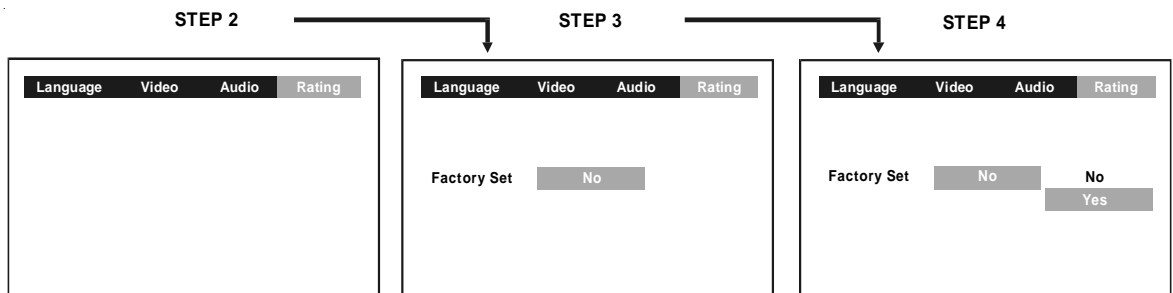 STEP 2
STEP 3
STEP 4
Language Video Audio Rating
Language Video Audio Rating
Factory Set No
Language Video Audio Rating
Factory Set No No
Yes